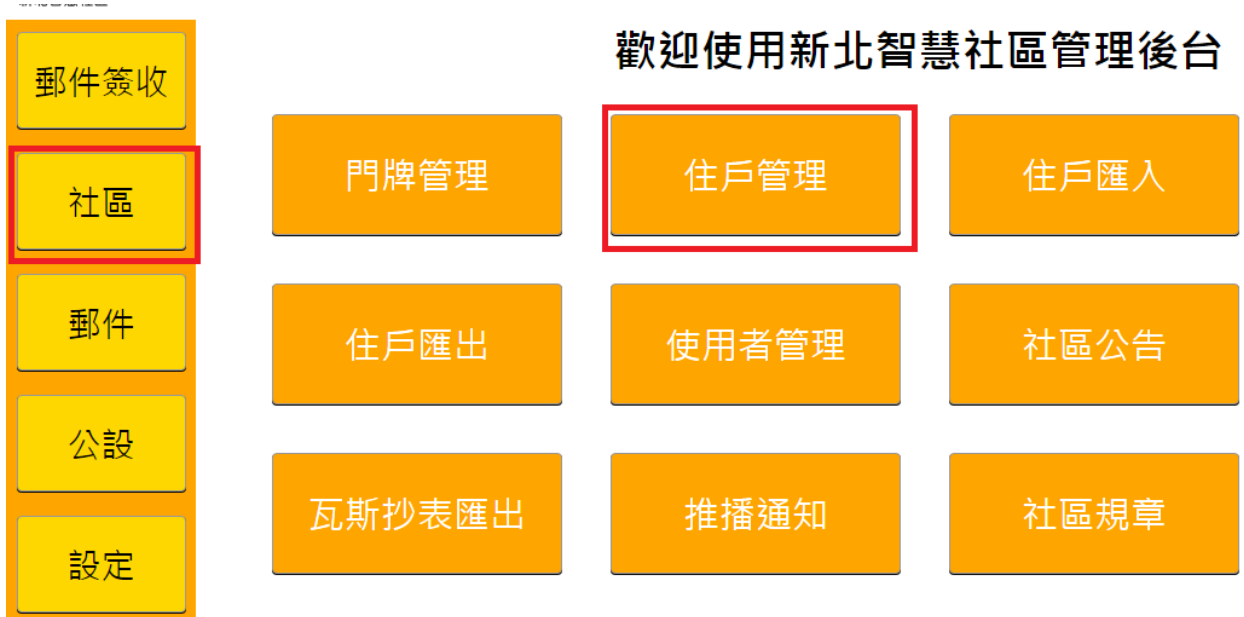 歡迎使用新北智慧社區管理後台
郵件簽收
社區
郵件
公設
設定
門牌管理
住戶管理
住戶匯入
住戶匯出
使用者管理
社區公告
瓦斯抄表匯出
推播通知
社區規章